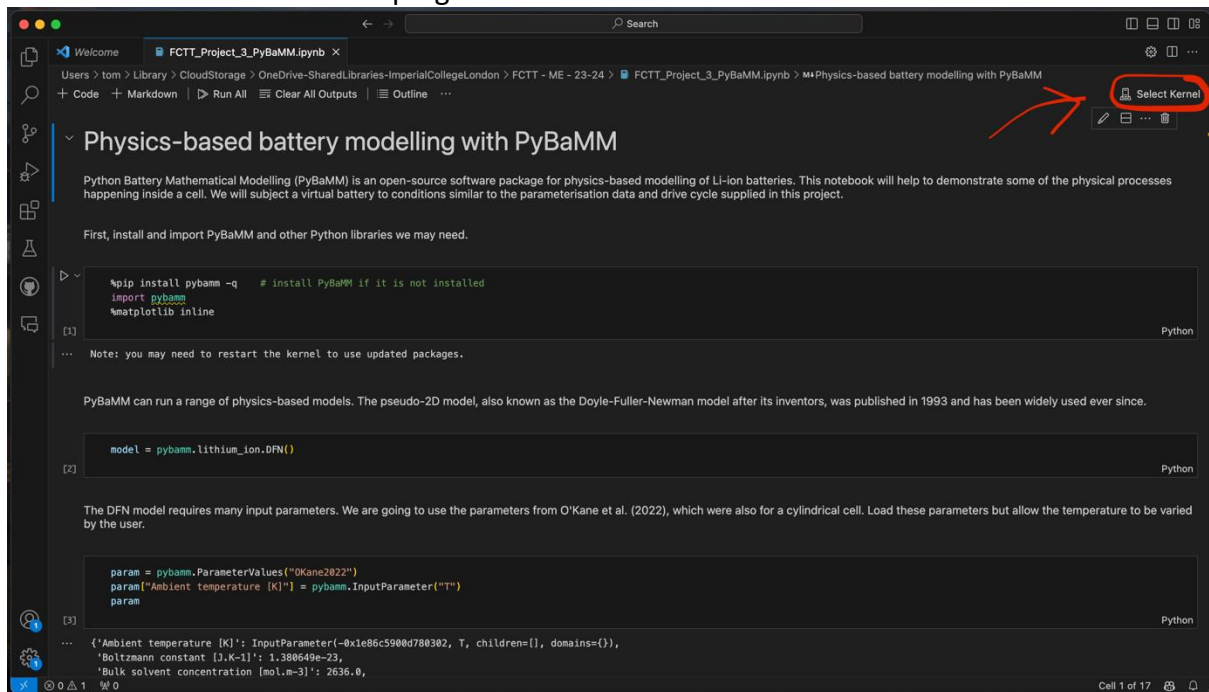 Search
Welcome
FCTT_Project_3_PyBaMM.ipynb ×
Users > tom > Library > CloudStorage > OneDrive-SharedLibraries-ImperialCollegeLondon > FCTT - ME - 23-24 > FCTT_Project_3_PyBaMM.ipynb > M↓Physics-based battery modelling with PyBaMM
+ Code + Markdown | Run All Clear All Outputs | Outline ...
Select Kernel
Physics-based battery modelling with PyBaMM
Python Battery Mathematical Modelling (PyBaMM) is an open-source software package for physics-based modelling of Li-ion batteries. This notebook will help to demonstrate some of the physical processes
happening inside a cell. We will subject a virtual battery to conditions similar to the parameterisation data and drive cycle supplied in this project.
First, install and import PyBaMM and other Python libraries we may need.
%pip install pybamm -q # install PyBaMM if it is not installed
import pybamm
%matplotlib inline
[1]
Python
... Note: you may need to restart the kernel to use updated packages.
PyBaMM can run a range of physics-based models. The pseudo-2D model, also known as the Doyle-Fuller-Newman model after its inventors, was published in 1993 and has been widely used ever since.
model = pybamm.lithium_ion.DFN()
[2]
Python
The DFN model requires many input parameters. We are going to use the parameters from O'Kane et al. (2022), which were also for a cylindrical cell. Load these parameters but allow the temperature to be varied
by the user.
param = pybamm.ParameterValues("OKane2022")
param["Ambient temperature [K]"] = pybamm.InputParameter("T")
param
[3]
Python
... {'Ambient temperature [K]': InputParameter(-0x1e86c5900d780302, T, children=[], domains={}),
'Boltzmann constant [J.K-1]': 1.380649e-23,
'Bulk solvent concentration [mol.m-3]': 2636.0,
0 1 0
Cell 1 of 17